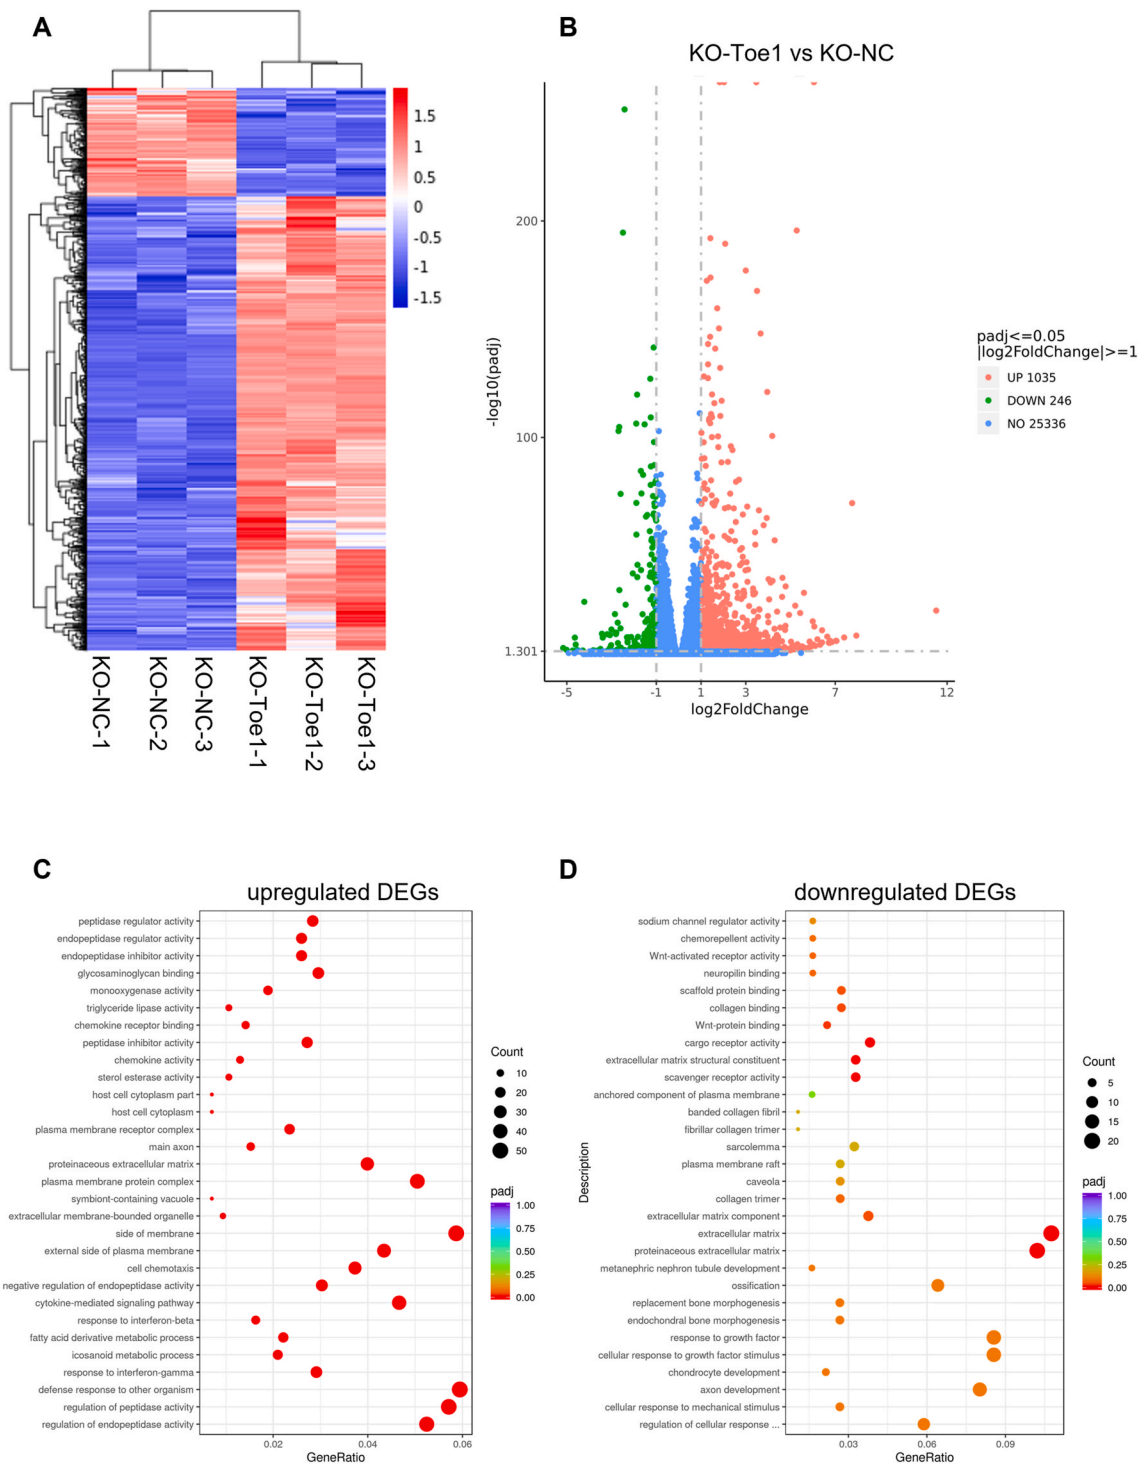 A
1.5
1
0.5
0
-0.5
-1
-1.5
KO-NC-1
KO-NC-2
KO-NC-3
KO-Toe1-1
KO-Toe1-2
KO-Toe1-3
B
KO-Toe1 vs KO-NC
-log10(padj)
200
100
1.301
-5
-1
1
3
7
12
log2FoldChange
padj<=0.05
|log2FoldChange|>=1
UP 1035
DOWN 246
NO 25336
C
upregulated DEGs
peptidase regulator activity
endopeptidase regulator activity
endopeptidase inhibitor activity
glycosaminoglycan binding
monooxygenase activity
triglyceride lipase activity
chemokine receptor binding
peptidase inhibitor activity
chemokine activity
sterol esterase activity
host cell cytoplasm part
host cell cytoplasm
plasma membrane receptor complex
main axon
proteinaceous extracellular matrix
plasma membrane protein complex
symbiont-containing vacuole
extracellular membrane-bounded organelle
side of membrane
external side of plasma membrane
cell chemotaxis
negative regulation of endopeptidase activity
cytokine-mediated signaling pathway
response to interferon-beta
fatty acid derivative metabolic process
icosanoid metabolic process
response to interferon-gamma
defense response to other organism
regulation of peptidase activity
regulation of endopeptidase activity
0.02
0.04
0.06
GeneRatio
Count
10
20
30
40
50
padj
1.00
0.75
0.50
0.25
0.00
D
downregulated DEGs
Description
sodium channel regulator activity
chemorepellent activity
Wnt-activated receptor activity
neuropilin binding
scaffold protein binding
collagen binding
Wnt-protein binding
cargo receptor activity
extracellular matrix structural constituent
scavenger receptor activity
anchored component of plasma membrane
banded collagen fibril
fibrillar collagen trimer
sarcolemma
plasma membrane raft
caveola
collagen trimer
extracellular matrix component
extracellular matrix
proteinaceous extracellular matrix
metanephric nephron tubule development
ossification
replacement bone morphogenesis
endochondral bone morphogenesis
response to growth factor
cellular response to growth factor stimulus
chondrocyte development
axon development
cellular response to mechanical stimulus
regulation of cellular response ...
0.03
0.06
0.09
GeneRatio
Count
5
10
15
20
padj
1.00
0.75
0.50
0.25
0.00